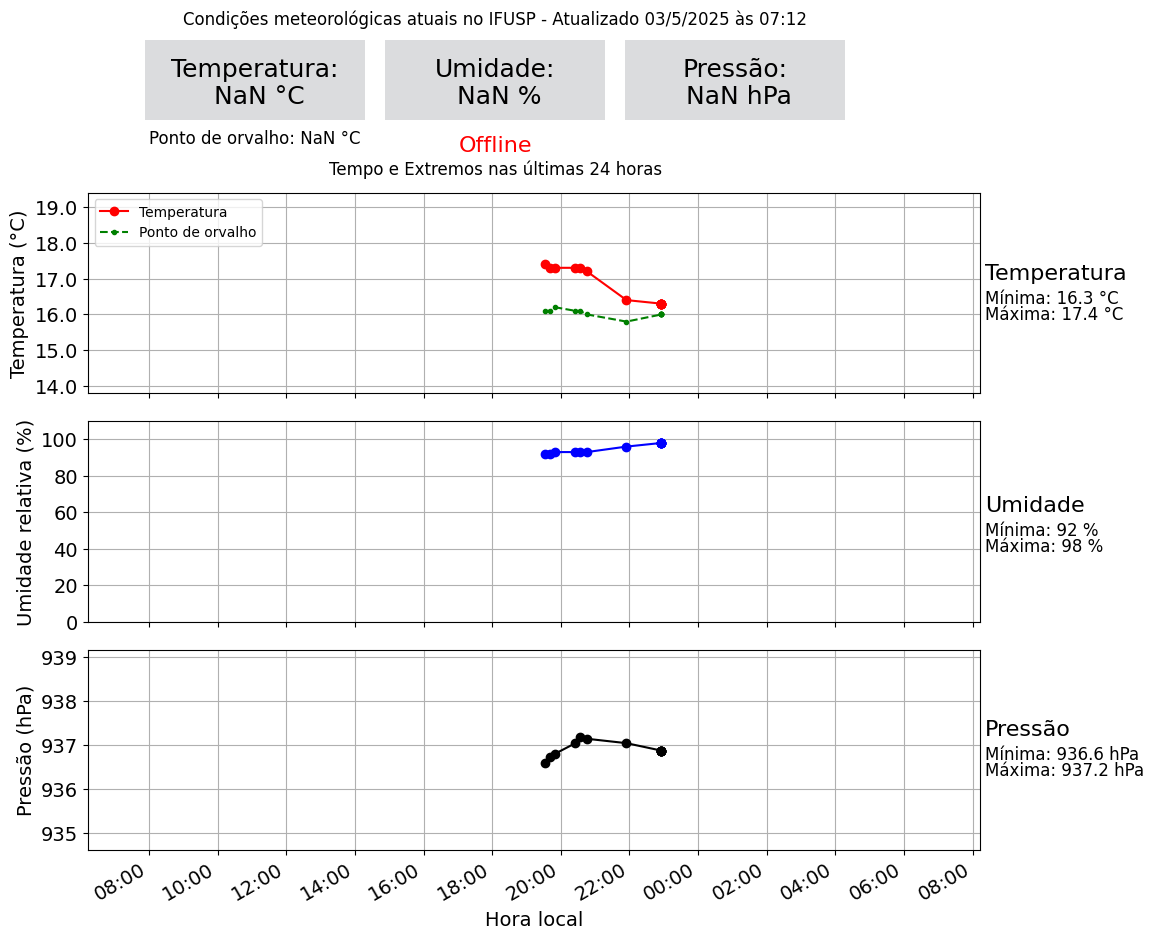 Condições meteorológicas atuais no IFUSP - Atualizado 03/5/2025 às 07:12
Temperatura:
NaN °C
Umidade:
NaN %
Pressão:
NaN hPa
Ponto de orvalho: NaN °C
Offline
Tempo e Extremos nas últimas 24 horas
Temperatura (°C)
19.0
18.0
17.0
16.0
15.0
14.0
Temperatura
Ponto de orvalho
Temperatura
Mínima: 16.3 °C
Máxima: 17.4 °C
Umidade relativa (%)
100
80
60
40
20
0
Umidade
Mínima: 92 %
Máxima: 98 %
Pressão (hPa)
939
938
937
936
935
Pressão
Mínima: 936.6 hPa
Máxima: 937.2 hPa
08:00 10:00 12:00 14:00 16:00 18:00 20:00 22:00 00:00 02:00 04:00 06:00 08:00
Hora local